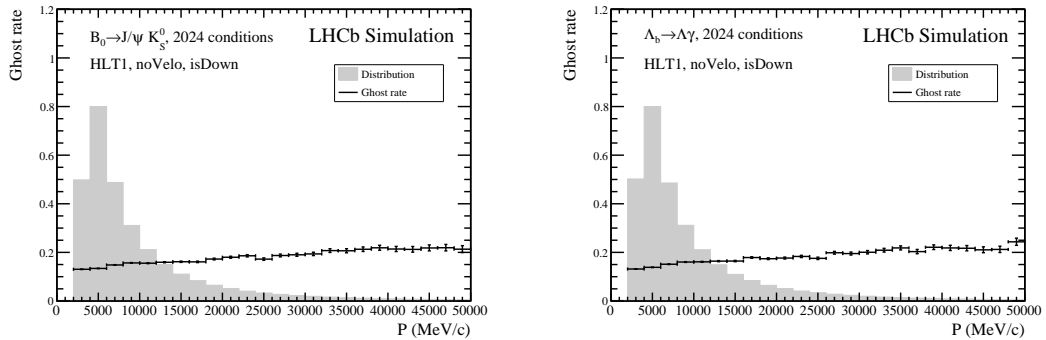 Ghost rate
1.2
1
0.8
0.6
0.4
0.2
0
B₀→J/ψ K⁰_S, 2024 conditions
HLT1, noVelo, isDown
LHCb Simulation
Distribution
Ghost rate
0 5000 10000 15000 20000 25000 30000 35000 40000 45000 50000
P (MeV/c)
Ghost rate
1.2
1
0.8
0.6
0.4
0.2
0
Λ_b→Λγ, 2024 conditions
HLT1, noVelo, isDown
LHCb Simulation
Distribution
Ghost rate
0 5000 10000 15000 20000 25000 30000 35000 40000 45000 50000
P (MeV/c)